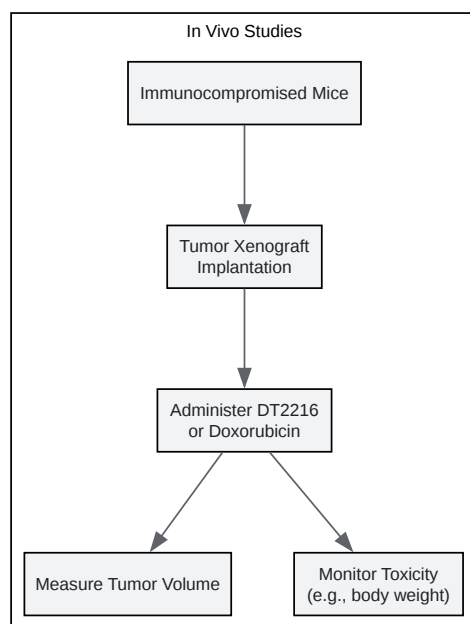 In Vivo Studies
Immunocompromised Mice
Tumor Xenograft
Implantation
Administer DT2216
or Doxorubicin
Measure Tumor Volume
Monitor Toxicity
(e.g., body weight)